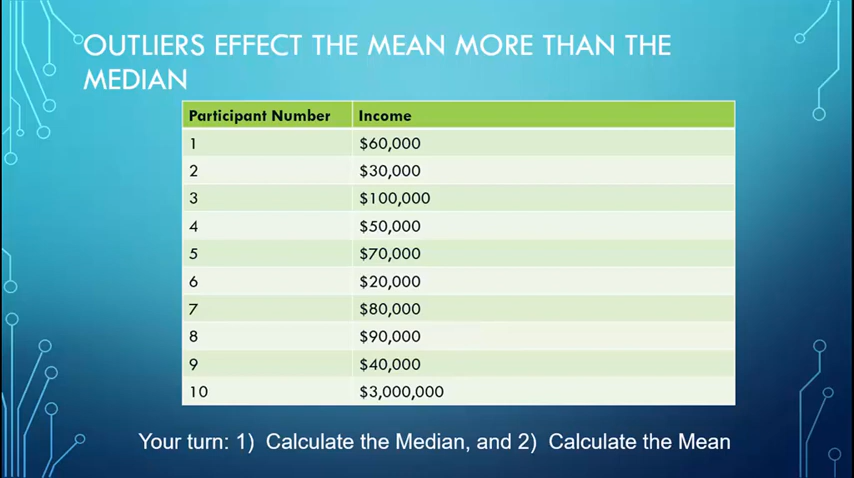 OUTLIERS EFFECT THE MEAN MORE THAN THE
MEDIAN
Participant Number Income
1 $60,000
2 $30,000
3 $100,000
4 $50,000
5 $70,000
6 $20,000
7 $80,000
8 $90,000
9 $40,000
10 $3,000,000
Your turn: 1) Calculate the Median, and 2) Calculate the Mean